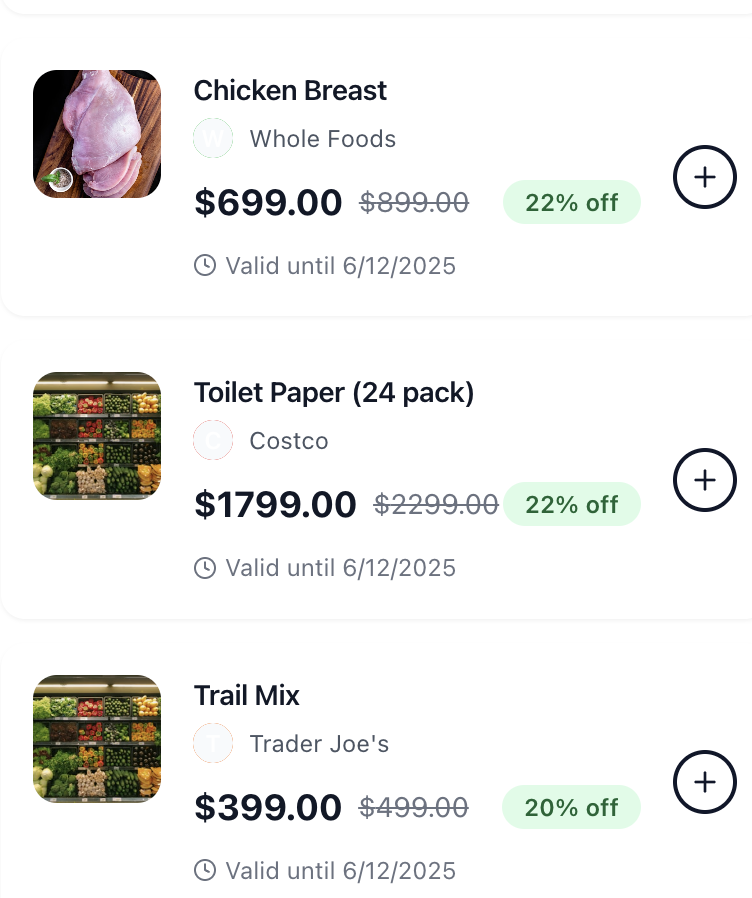 Chicken Breast
W Whole Foods
$699.00 $899.00 22% off
Valid until 6/12/2025
Toilet Paper (24 pack)
C Costco
$1799.00 $2299.00 22% off
Valid until 6/12/2025
Trail Mix
T Trader Joe's
$399.00 $499.00 20% off
Valid until 6/12/2025